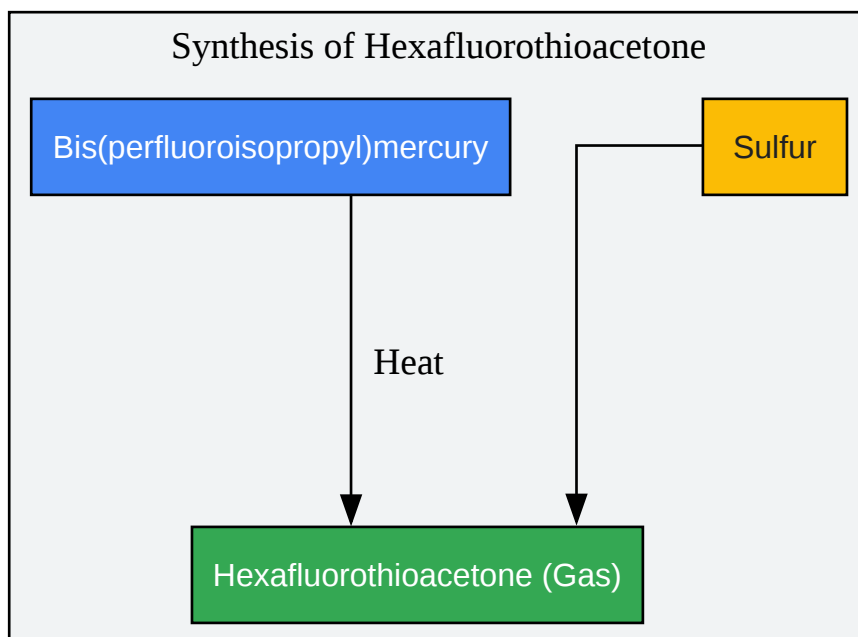 Synthesis of Hexafluorothioacetone
Bis(perfluoroisopropyl)mercury
Sulfur
Heat
Hexafluorothioacetone (Gas)